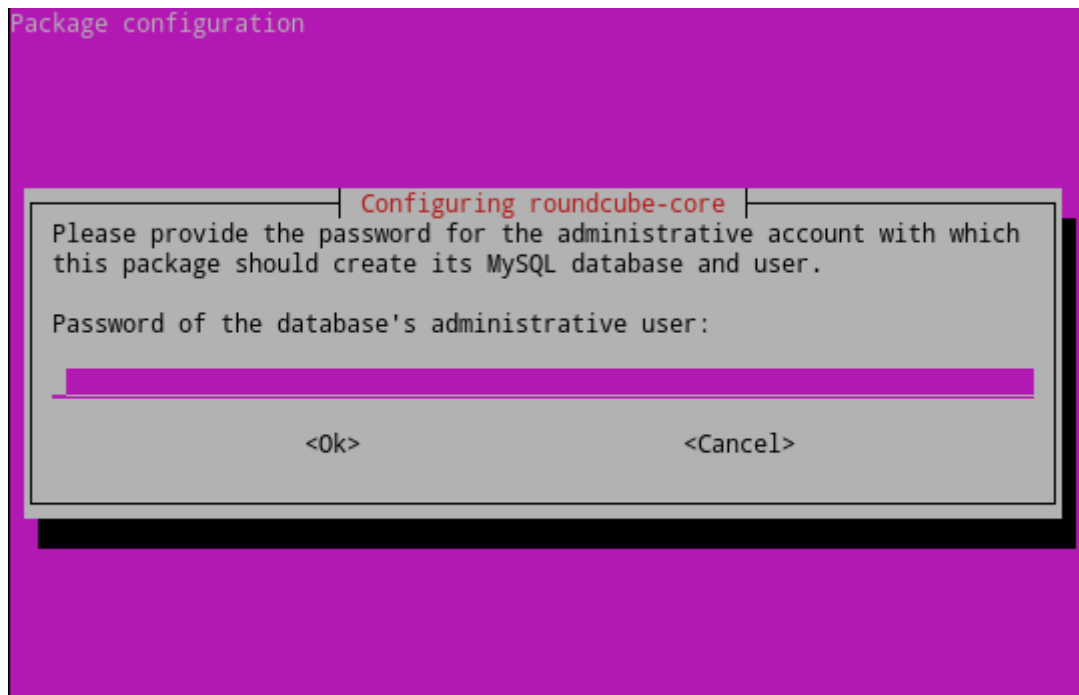 Package configuration
Configuring roundcube-core
Please provide the password for the administrative account with which
this package should create its MySQL database and user.
Password of the database's administrative user:
<Ok> <Cancel>